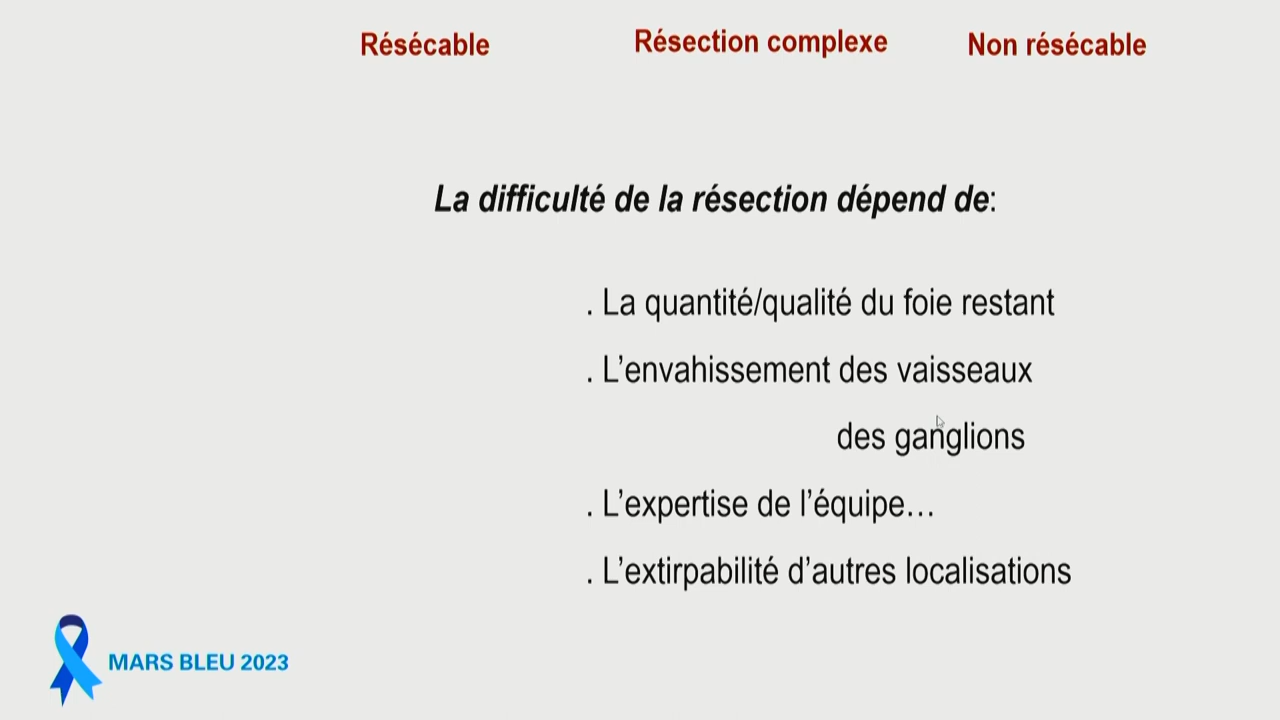 Résécable
Résection complexe
Non résécable
La difficulté de la résection dépend de:
. La quantité/qualité du foie restant
. L’envahissement des vaisseaux
des ganglions
. L’expertise de l’équipe…
. L’extirpabilité d’autres localisations
MARS BLEU 2023